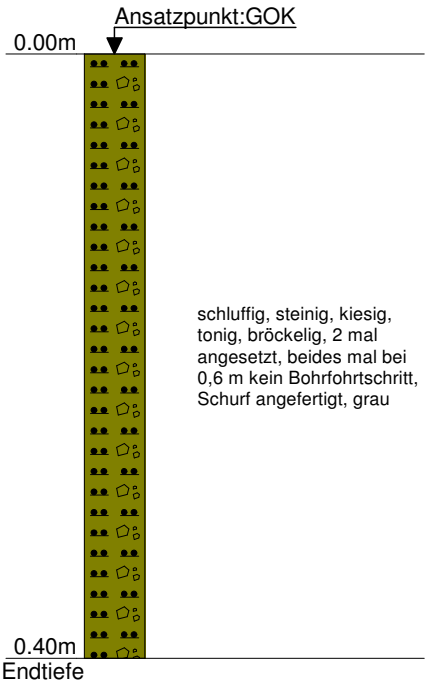 Ansatzpunkt:GOK
0.00m
schluffig, steinig, kiesig,
tonig, bröckelig, 2 mal
angesetzt, beides mal bei
0,6 m kein Bohrfohrtschritt,
Schurf angefertigt, grau
0.40m
Endtiefe